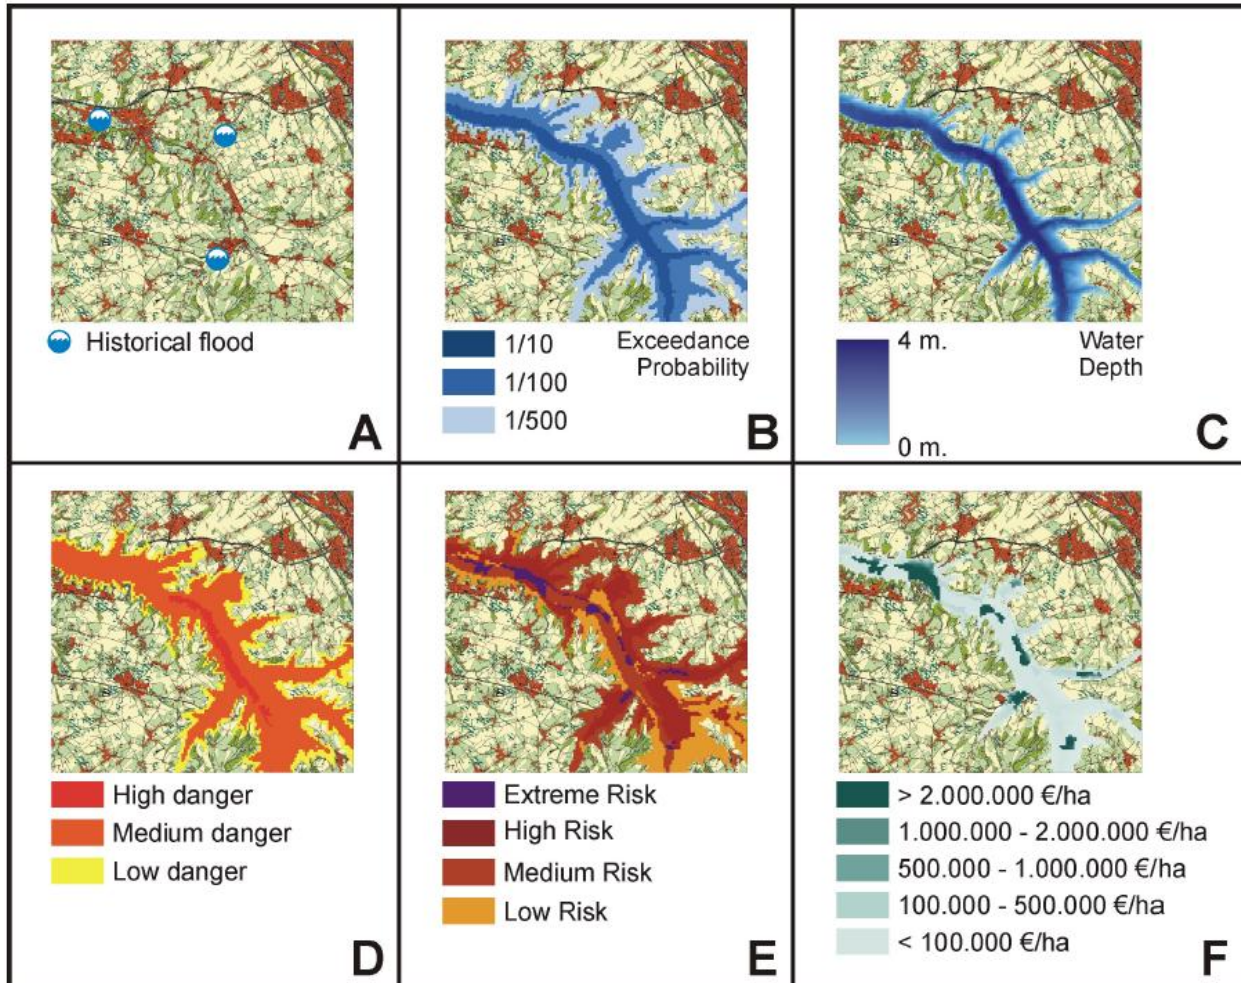 Historical flood
A
1/10
1/100
1/500
Exceedance
Probability
B
4 m.
0 m.
Water
Depth
C
High danger
Medium danger
Low danger
D
Extreme Risk
High Risk
Medium Risk
Low Risk
E
> 2.000.000 €/ha
1.000.000 - 2.000.000 €/ha
500.000 - 1.000.000 €/ha
100.000 - 500.000 €/ha
< 100.000 €/ha
F